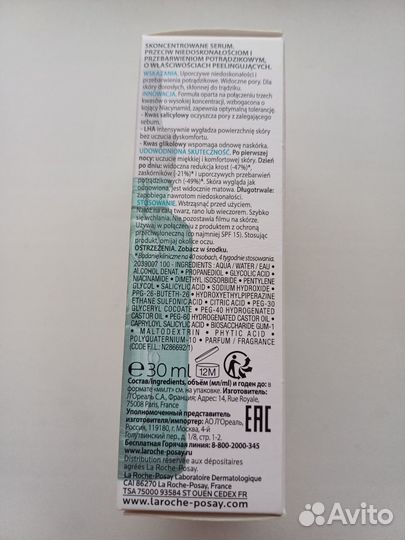 SKONCENTROWANE SERUM.
PRZECIW NIEDOSKONAŁOŚCIOM I
PRZEBARWIENIOM POTRĄDZIKOWYM,
O WŁAŚCIWOŚCIACH PEELINGUJĄCYCH.
WSKAZANIA. Uporczywe niedoskonałości i
przebarwienia potrądzikowe. Widoczne pory. Dla
skóry dorosłych, skłonnej do trądziku.
INNOWACJA. Formuła oparta na połączeniu trzech
kwasów o wysokiej koncentracji, wzbogacona o
kojący Niacynamid, zapewnia optymalną tolerancję.
- Kwas salicylowy oczyszcza pory z zalegającego
sebum.
- LHA intensywnie wygładza powierzchnię skóry
bez uczucia dyskomfortu.
- Kwas glikolowy wspomaga odnowę naskórka.
UDOWODNIONA SKUTECZNOŚĆ. Po pierwszej
nocy: uczucie miękkiej i komfortowej skóry. Dzień
po dniu: widoczna redukcja krost (-47%)*,
zaskórników (-21%)* i uporczywych przebarwień
potrądzikowych (-49%)*. Skóra wygląda jak
odnowiona, jest widocznie matowa. Długotrwale:
zapobiega nawrotom niedoskonałości.
STOSOWANIE. Wstrząsnąć przed użyciem.
Nałóż na całą twarz, rano lub wieczorem. Szybko
się wchłania. Nie pozostawia filmu na skórze.
Używaj w połączeniu z produktem z ochroną
przeciwsłoneczną (co najmniej SPF 15). Stosując
produkt, omijaj okolice oczu.
OSTRZEŻENIA. Zobacz w środku.
*Badanie kliniczne na 40 osobach, 4 tygodnie stosowania.
2039007 100 - INGREDIENTS : AQUA / WATER / EAU
ALCOHOL DENAT. • PROPANEDIOL • GLYCOLIC ACID •
NIACINAMIDE • DIMETHYL ISOSORBIDE • PENTYLENE
GLYCOL • SALICYLIC ACID • SODIUM HYDROXIDE •
PPG-26-BUTETH-26 • HYDROXYETHYLPIPERAZINE
ETHANE SULFONIC ACID • CITRIC ACID • PEG-30
GLYCERYL COCOATE • PEG-40 HYDROGENATED
CASTOR OIL • PEG-60 HYDROGENATED CASTOR OIL •
CAPRYLOYL SALICYLIC ACID • BIOSACCHARIDE GUM-1
• MALTODEXTRIN • PHYTIC ACID •
POLYQUATERNIUM-10 • PARFUM / FRAGRANCE
(CODE F.I.L. N286692/1)
℮ 30 ml 12M
Состав/ingredients, объём (мл/ml) и годен до: в
формате «мм.гг» см. на упаковке. Изготовитель:
Л'Ореаль С.А., Франция, Адрес: 14, Rue Royale,
75008 Paris, France
Уполномоченный представитель
изготовителя/импортер: АО Л'Ореаль,
Россия, 119180, г. Москва, 4-й
Голутвинский пер., д. 1/8, стр. 1-2.
Бесплатная Горячая линия: 8-800-2000-345
EAC
www.laroche-posay.ru
Distribution réservée aux dépositaires
agréés La Roche-Posay.
La Roche-Posay Laboratoire Dermatologique
CAI 86270 La Roche-Posay, France
TSA 75000 93584 ST OUEN CEDEX FR
www.laroche-posay.com
Avito